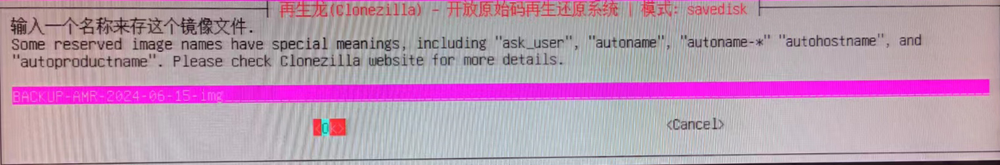 再生龙(Clonezilla) - 开放原始码再生还原系统 | 模式: savedisk
输入一个名称来存这个镜像文件.
Some reserved image names have special meanings, including "ask_user", "autoname", "autoname-*" "autohostname", and
"autoproductname". Please check Clonezilla website for more details.
BACKUP-AMR-2024-06-15-img
<Ok> <Cancel>